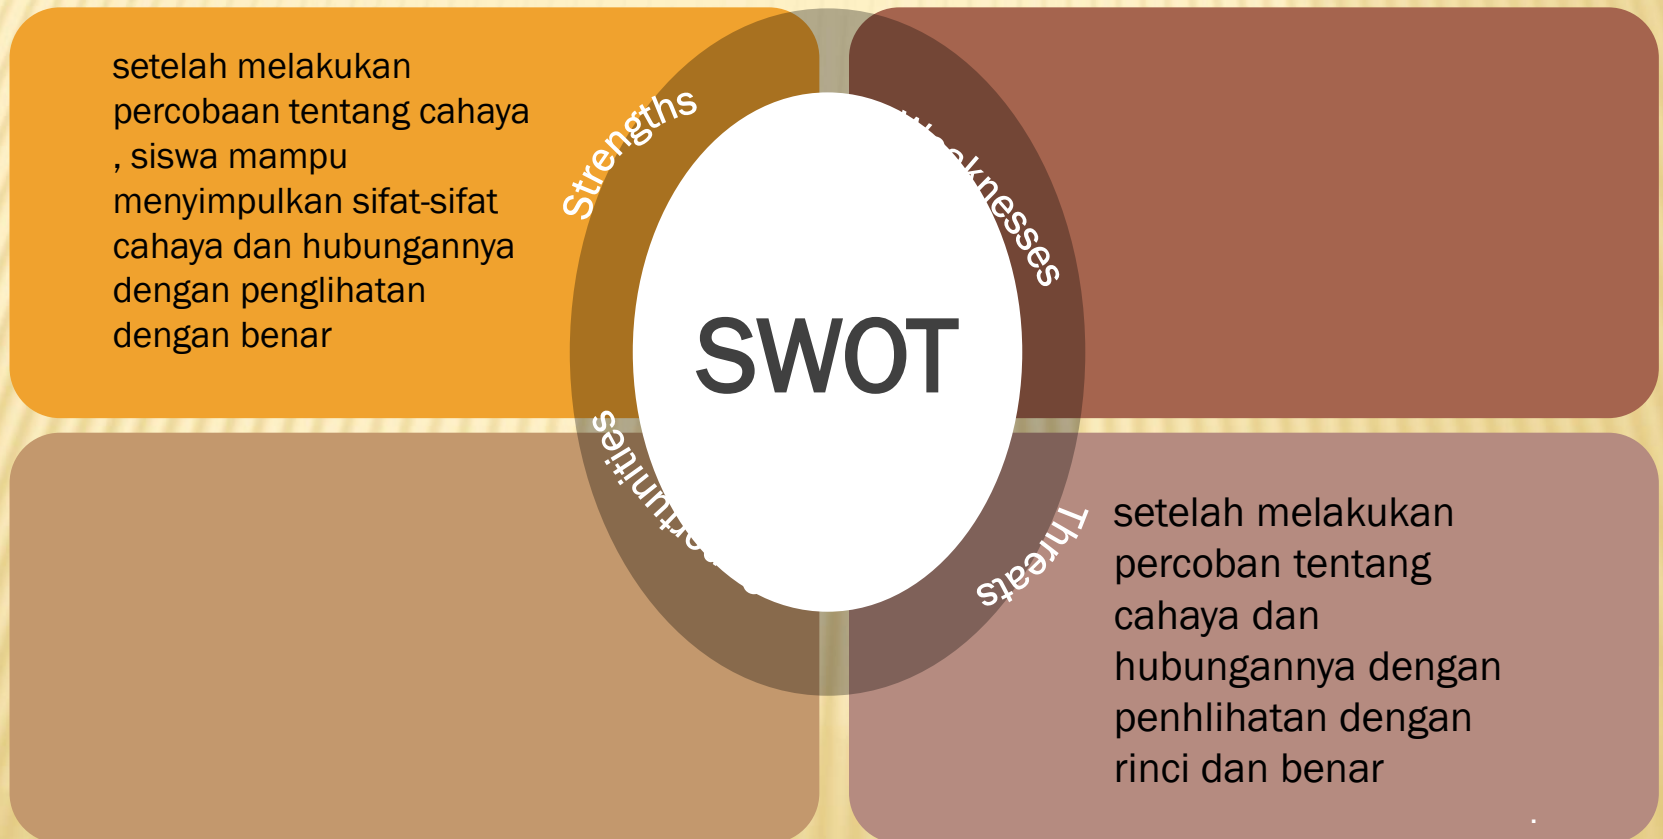 setelah melakukan
percobaan tentang cahaya
, siswa mampu
menyimpulkan sifat-sifat
cahaya dan hubungannya
dengan penglihatan
dengan benar
Strengths
Weaknesses
SWOT
Threats
setelah melakukan
percoban tentang
cahaya dan
hubungannya dengan
penhlihatan dengan
rinci dan benar
.